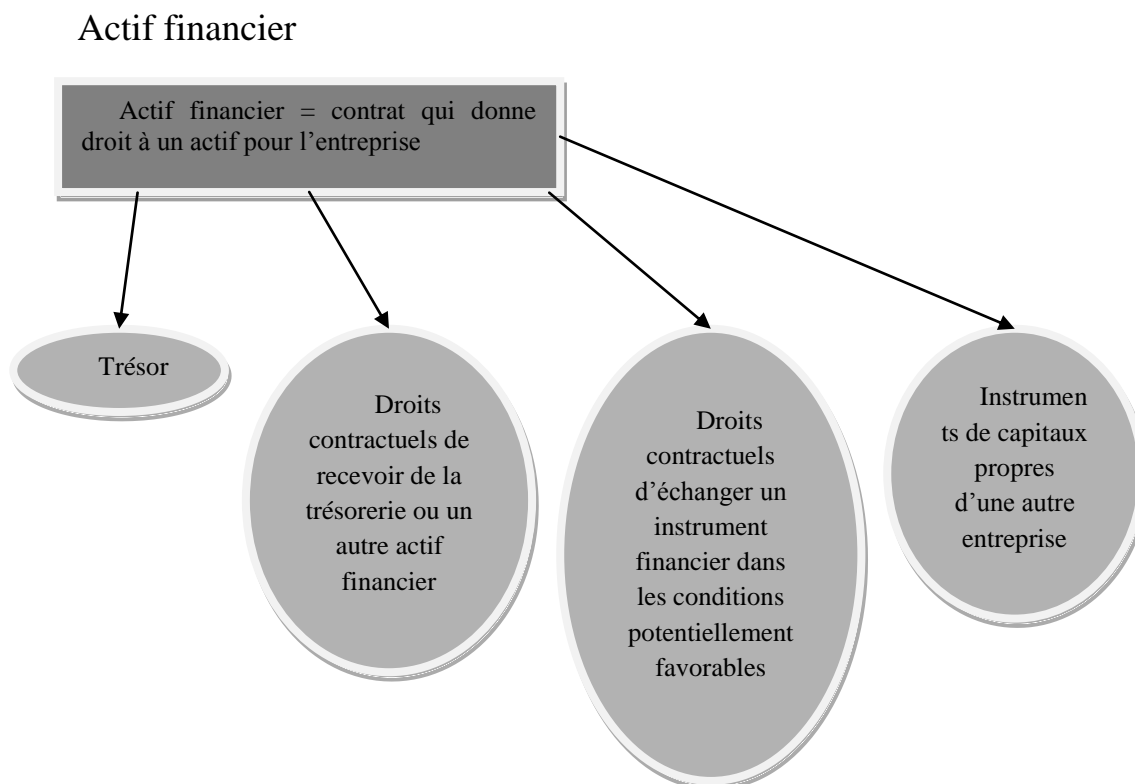 Actif financier
Actif financier = contrat qui donne
droit à un actif pour l’entreprise
Trésor
Droits
contractuels de
recevoir de la
trésorerie ou un
autre actif
financier
Droits
contractuels
d’échanger un
instrument
financier dans
les conditions
potentiellement
favorables
Instrumen
ts de capitaux
propres
d’une autre
entreprise